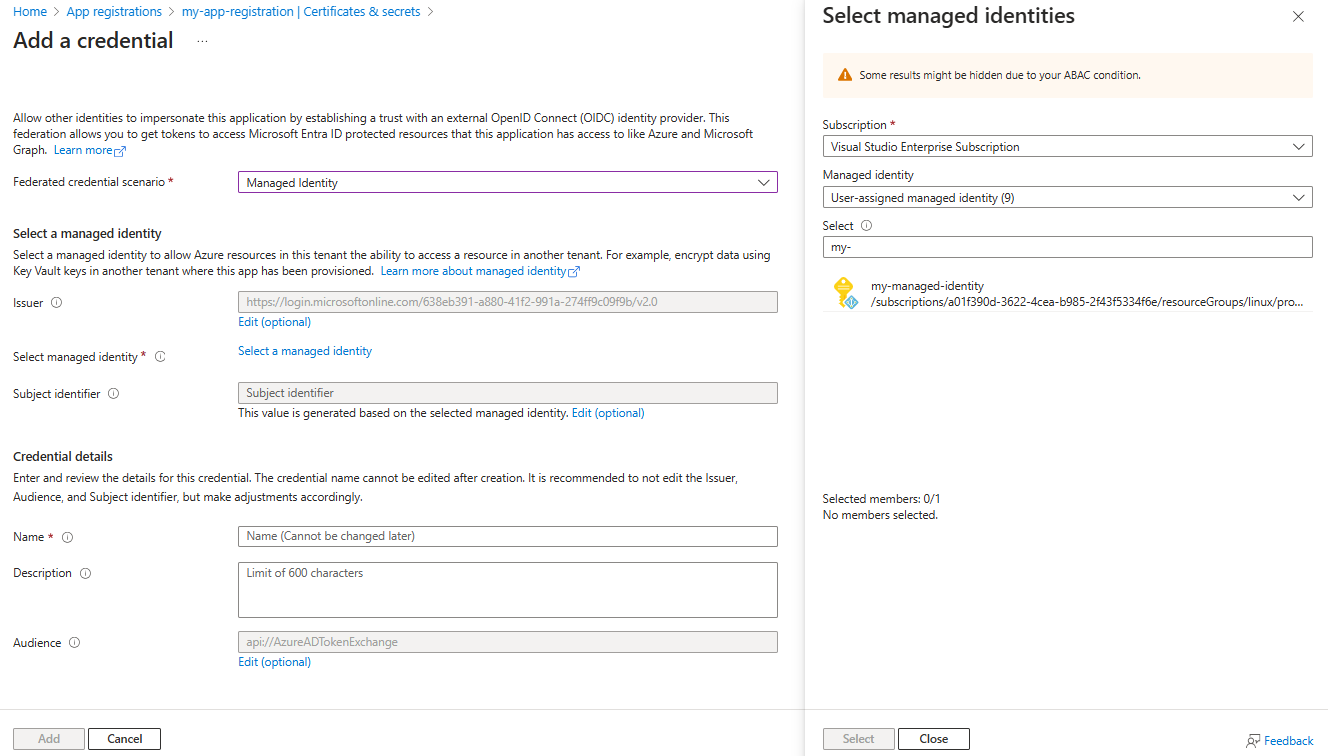 Home > App registrations > my-app-registration | Certificates & secrets >
Add a credential ...
Allow other identities to impersonate this application by establishing a trust with an external OpenID Connect (OIDC) identity provider. This
federation allows you to get tokens to access Microsoft Entra ID protected resources that this application has access to like Azure and Microsoft
Graph. Learn more
Federated credential scenario *
Managed Identity
Select a managed identity
Select a managed identity to allow Azure resources in this tenant the ability to access a resource in another tenant. For example, encrypt data using
Key Vault keys in another tenant where this app has been provisioned. Learn more about managed identity
Issuer
https://login.microsoftonline.com/638eb391-a880-41f2-991a-274ff9c09f9b/v2.0
Edit (optional)
Select managed identity *
Select a managed identity
Subject identifier
Subject identifier
This value is generated based on the selected managed identity. Edit (optional)
Credential details
Enter and review the details for this credential. The credential name cannot be edited after creation. It is recommended to not edit the Issuer,
Audience, and Subject identifier, but make adjustments accordingly.
Name *
Name (Cannot be changed later)
Description
Limit of 600 characters
Audience
api://AzureADTokenExchange
Edit (optional)
Add
Cancel
Select managed identities
Some results might be hidden due to your ABAC condition.
Subscription *
Visual Studio Enterprise Subscription
Managed identity
User-assigned managed identity (9)
Select
my-
my-managed-identity
/subscriptions/a01f390d-3622-4cea-b985-2f43f5334f6e/resourceGroups/linux/pro...
Selected members: 0/1
No members selected.
Select
Close
Feedback